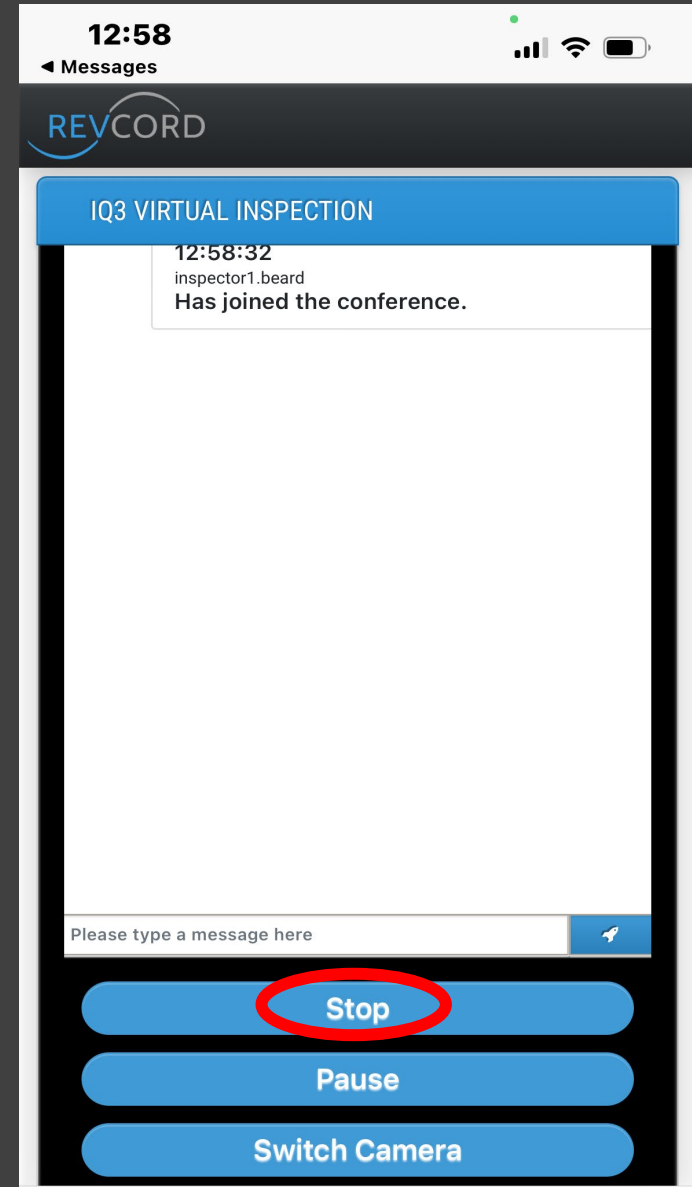 12:58
◀ Messages
REVCORD
IQ3 VIRTUAL INSPECTION
12:58:32
inspector1.beard
Has joined the conference.
Please type a message here
Stop
Pause
Switch Camera